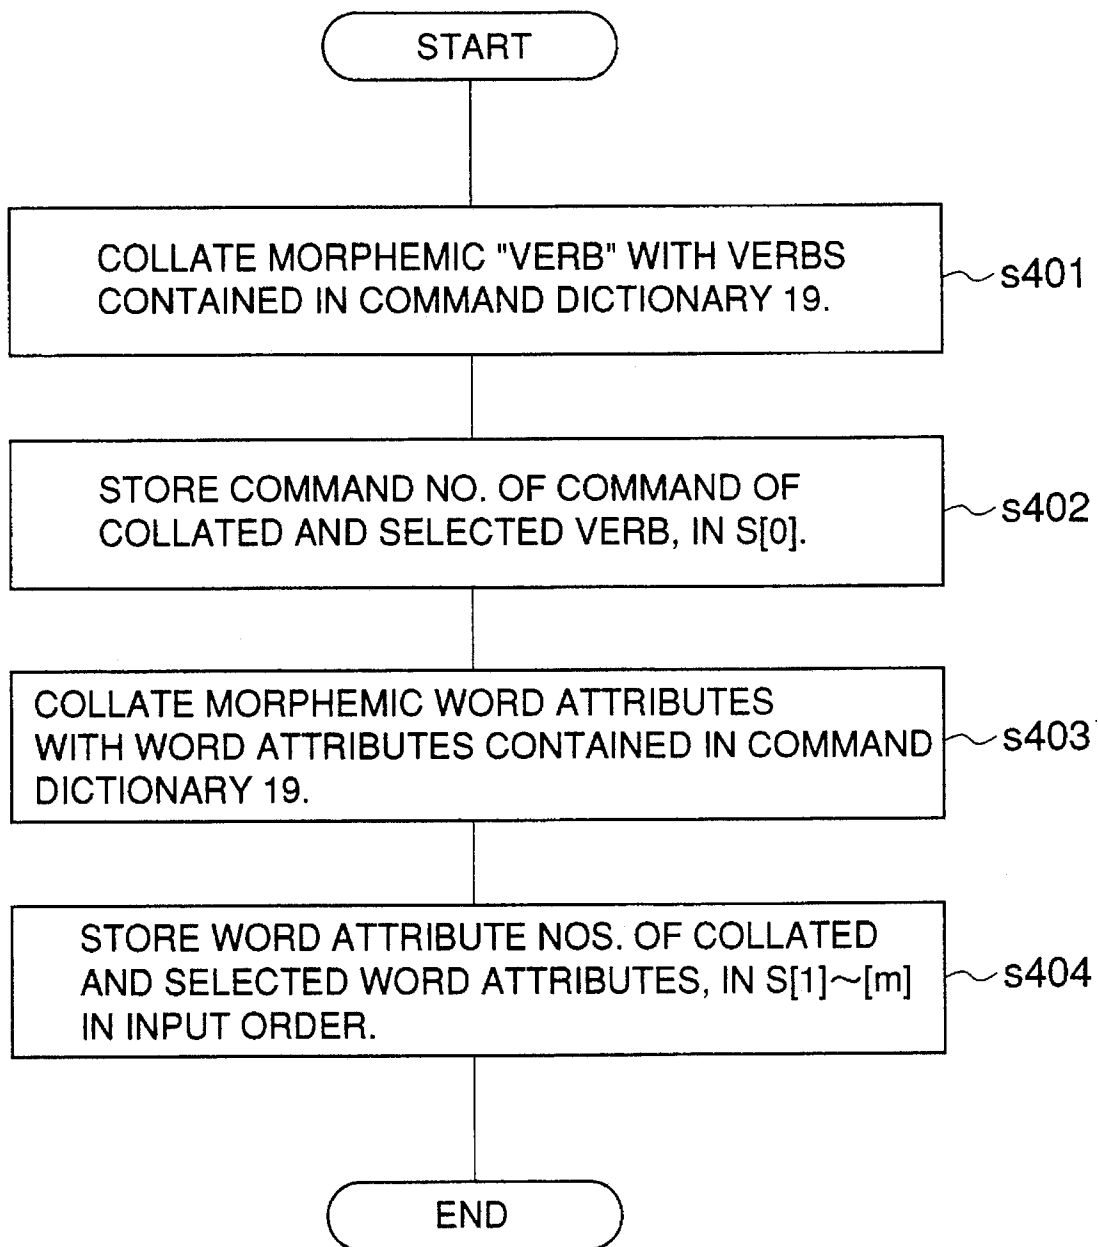 START
COLLATE MORPHEMIC "VERB" WITH VERBS
CONTAINED IN COMMAND DICTIONARY 19.
s401
STORE COMMAND NO. OF COMMAND OF
COLLATED AND SELECTED VERB, IN S[0].
s402
COLLATE MORPHEMIC WORD ATTRIBUTES
WITH WORD ATTRIBUTES CONTAINED IN COMMAND
DICTIONARY 19.
s403
STORE WORD ATTRIBUTE NOS. OF COLLATED
AND SELECTED WORD ATTRIBUTES, IN S[1]~[m]
IN INPUT ORDER.
s404
END